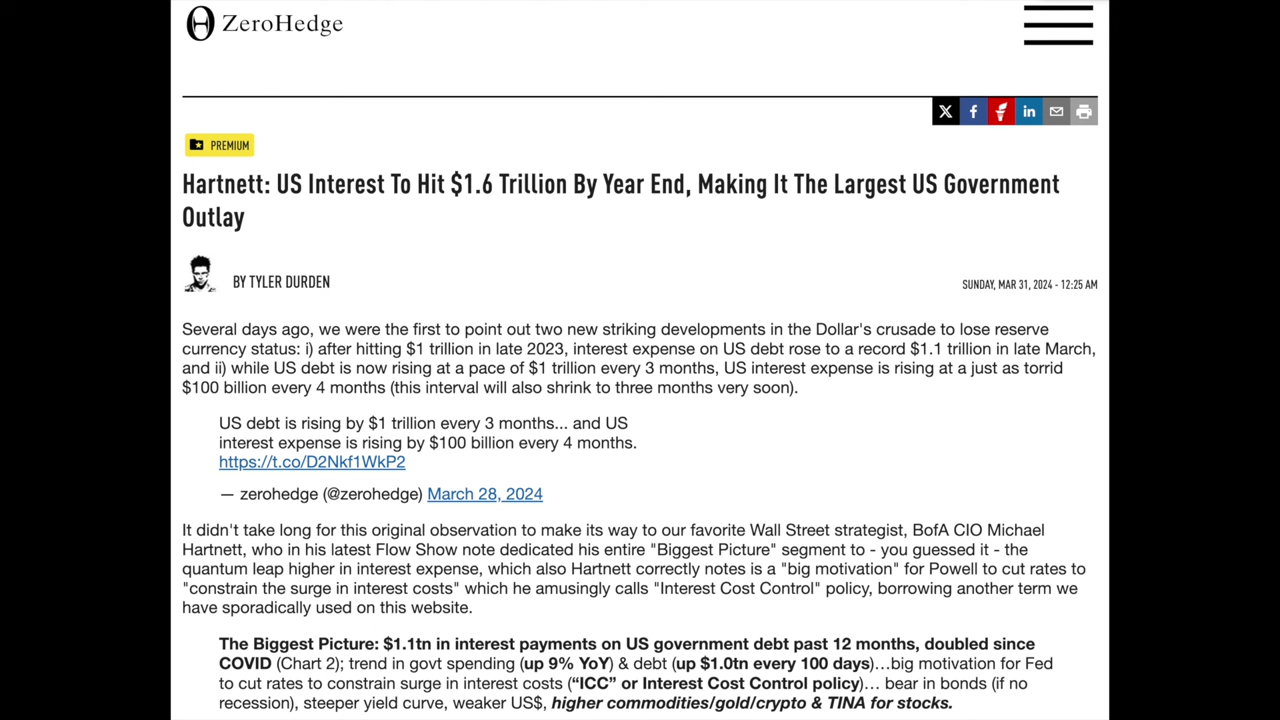 ZeroHedge
PREMIUM
Hartnett: US Interest To Hit $1.6 Trillion By Year End, Making It The Largest US Government
Outlay
BY TYLER DURDEN
SUNDAY, MAR 31, 2024 - 12:25 AM
Several days ago, we were the first to point out two new striking developments in the Dollar's crusade to lose reserve
currency status: i) after hitting $1 trillion in late 2023, interest expense on US debt rose to a record $1.1 trillion in late March,
and ii) while US debt is now rising at a pace of $1 trillion every 3 months, US interest expense is rising at a just as torrid
$100 billion every 4 months (this interval will also shrink to three months very soon).
US debt is rising by $1 trillion every 3 months... and US
interest expense is rising by $100 billion every 4 months.
https://t.co/D2Nkf1WkP2
— zerohedge (@zerohedge) March 28, 2024
It didn't take long for this original observation to make its way to our favorite Wall Street strategist, BofA CIO Michael
Hartnett, who in his latest Flow Show note dedicated his entire "Biggest Picture" segment to - you guessed it - the
quantum leap higher in interest expense, which also Hartnett correctly notes is a "big motivation" for Powell to cut rates to
"constrain the surge in interest costs" which he amusingly calls "Interest Cost Control" policy, borrowing another term we
have sporadically used on this website.
The Biggest Picture: $1.1tn in interest payments on US government debt past 12 months, doubled since
COVID (Chart 2); trend in govt spending (up 9% YoY) & debt (up $1.0tn every 100 days)…big motivation for Fed
to cut rates to constrain surge in interest costs (“ICC” or Interest Cost Control policy)… bear in bonds (if no
recession), steeper yield curve, weaker US$, higher commodities/gold/crypto & TINA for stocks.